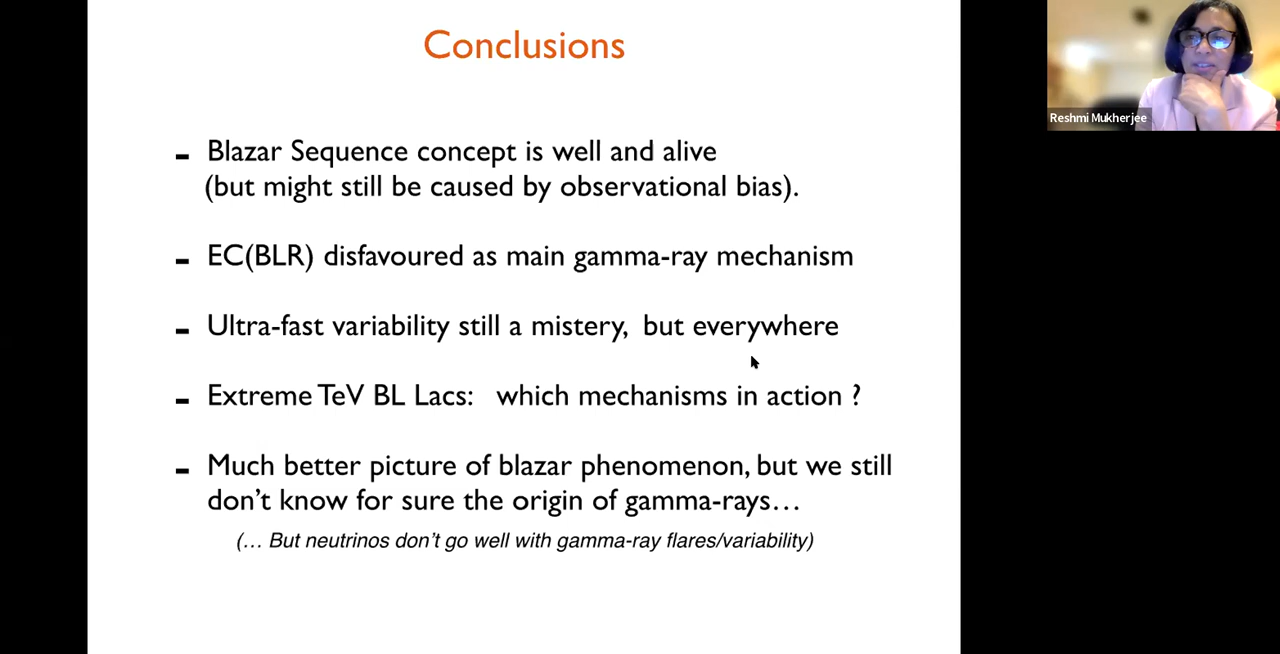 Conclusions
- Blazar Sequence concept is well and alive
(but might still be caused by observational bias).
- EC(BLR) disfavoured as main gamma-ray mechanism
- Ultra-fast variability still a mistery, but everywhere
- Extreme TeV BL Lacs: which mechanisms in action ?
- Much better picture of blazar phenomenon, but we still
don't know for sure the origin of gamma-rays...
(... But neutrinos don't go well with gamma-ray flares/variability)
Reshmi Mukherjee